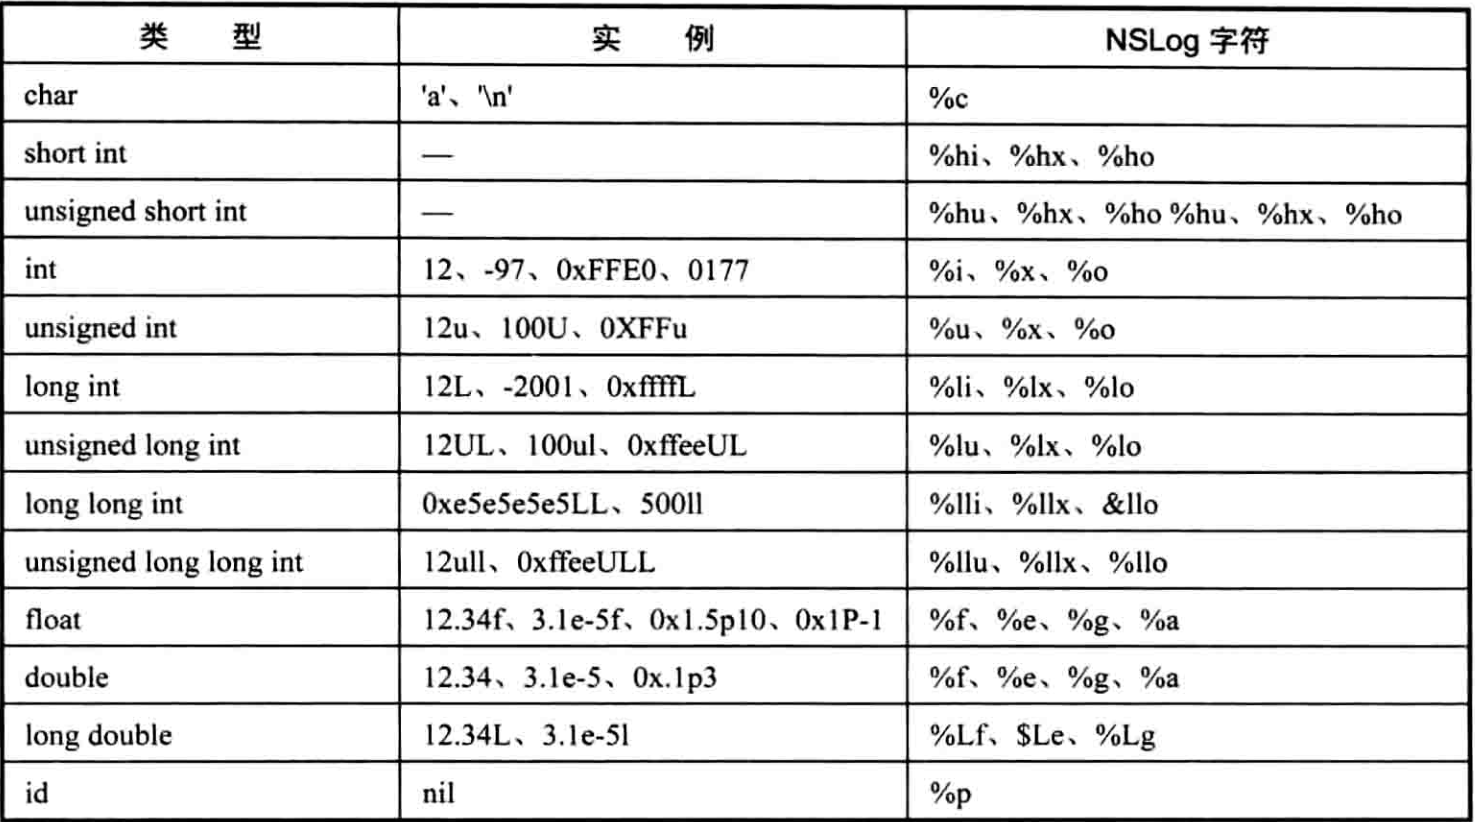 类 型 实 例 NSLog 字符
char 'a'、'\n' %c
short int — %hi、%hx、%ho
unsigned short int — %hu、%hx、%ho %hu、%hx、%ho
int 12、-97、0xFFE0、0177 %i、%x、%o
unsigned int 12u、100U、0XFFu %u、%x、%o
long int 12L、-2001、0xffffL %li、%lx、%lo
unsigned long int 12UL、100ul、0xffeeUL %lu、%lx、%lo
long long int 0xe5e5e5e5LL、500ll %lli、%llx、&llo
unsigned long long int 12ull、0xffeeULL %llu、%llx、%llo
float 12.34f、3.1e-5f、0x1.5p10、0x1P-1 %f、%e、%g、%a
double 12.34、3.1e-5、0x.1p3 %f、%e、%g、%a
long double 12.34L、3.1e-5l %Lf、$Le、%Lg
id nil %p